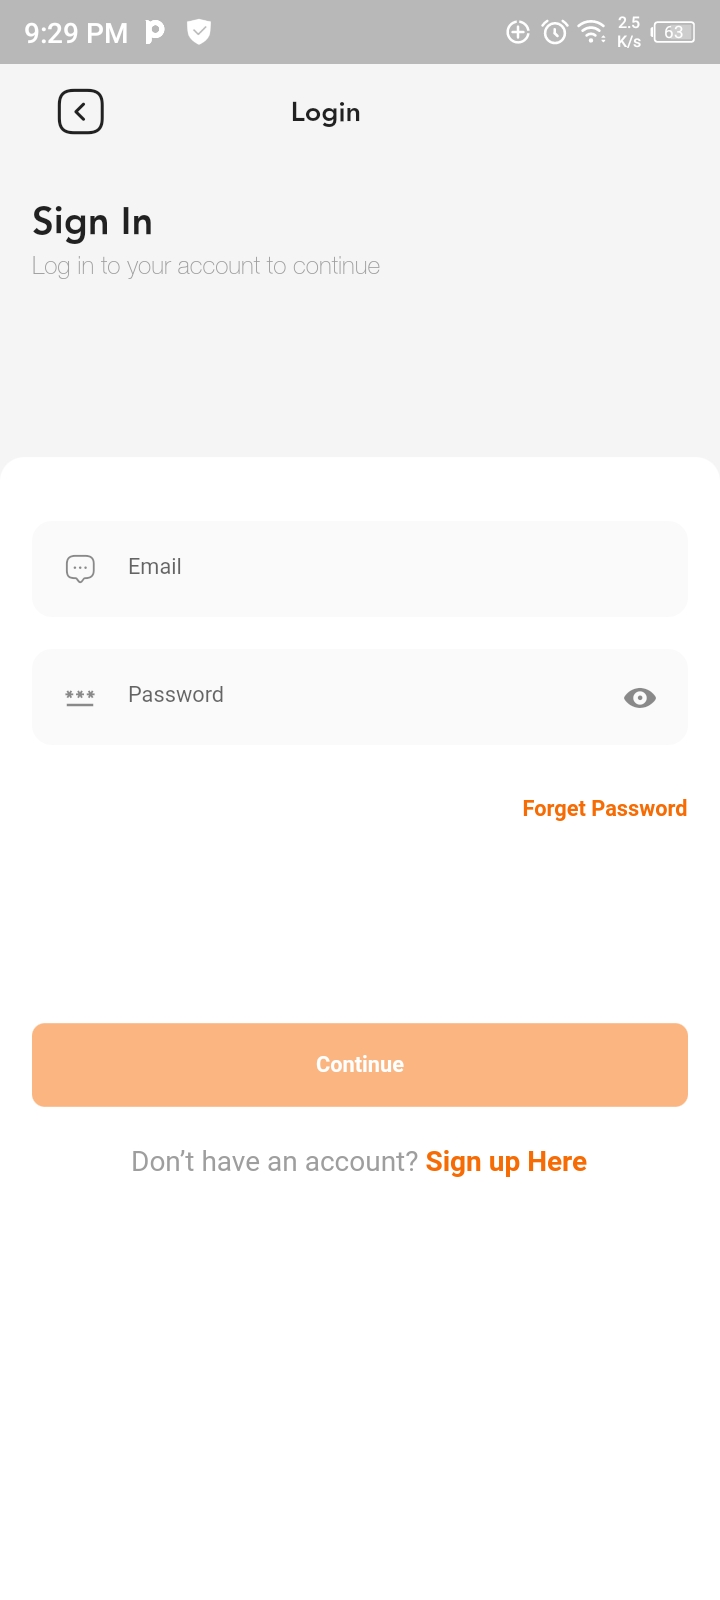 9:29 PM
2.5
K/s
63
Login
Sign In
Log in to your account to continue
Email
*** Password
Forget Password
Continue
Don't have an account? Sign up Here